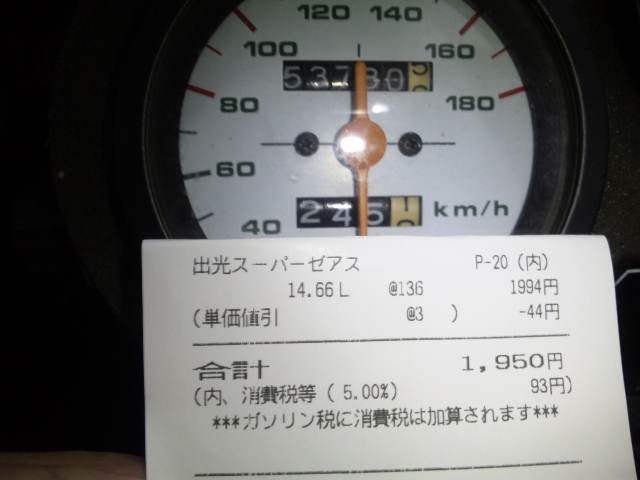 120 140
100 160
80 180
60
40
53730
245
km/h
出光スーパーゼアス P-20 (内)
14.66L @136 1994円
(単価値引 @3 ) -44円
合計 1,950円
(内、消費税等 ( 5.00%) 93円)
***ガソリン税に消費税は加算されます***